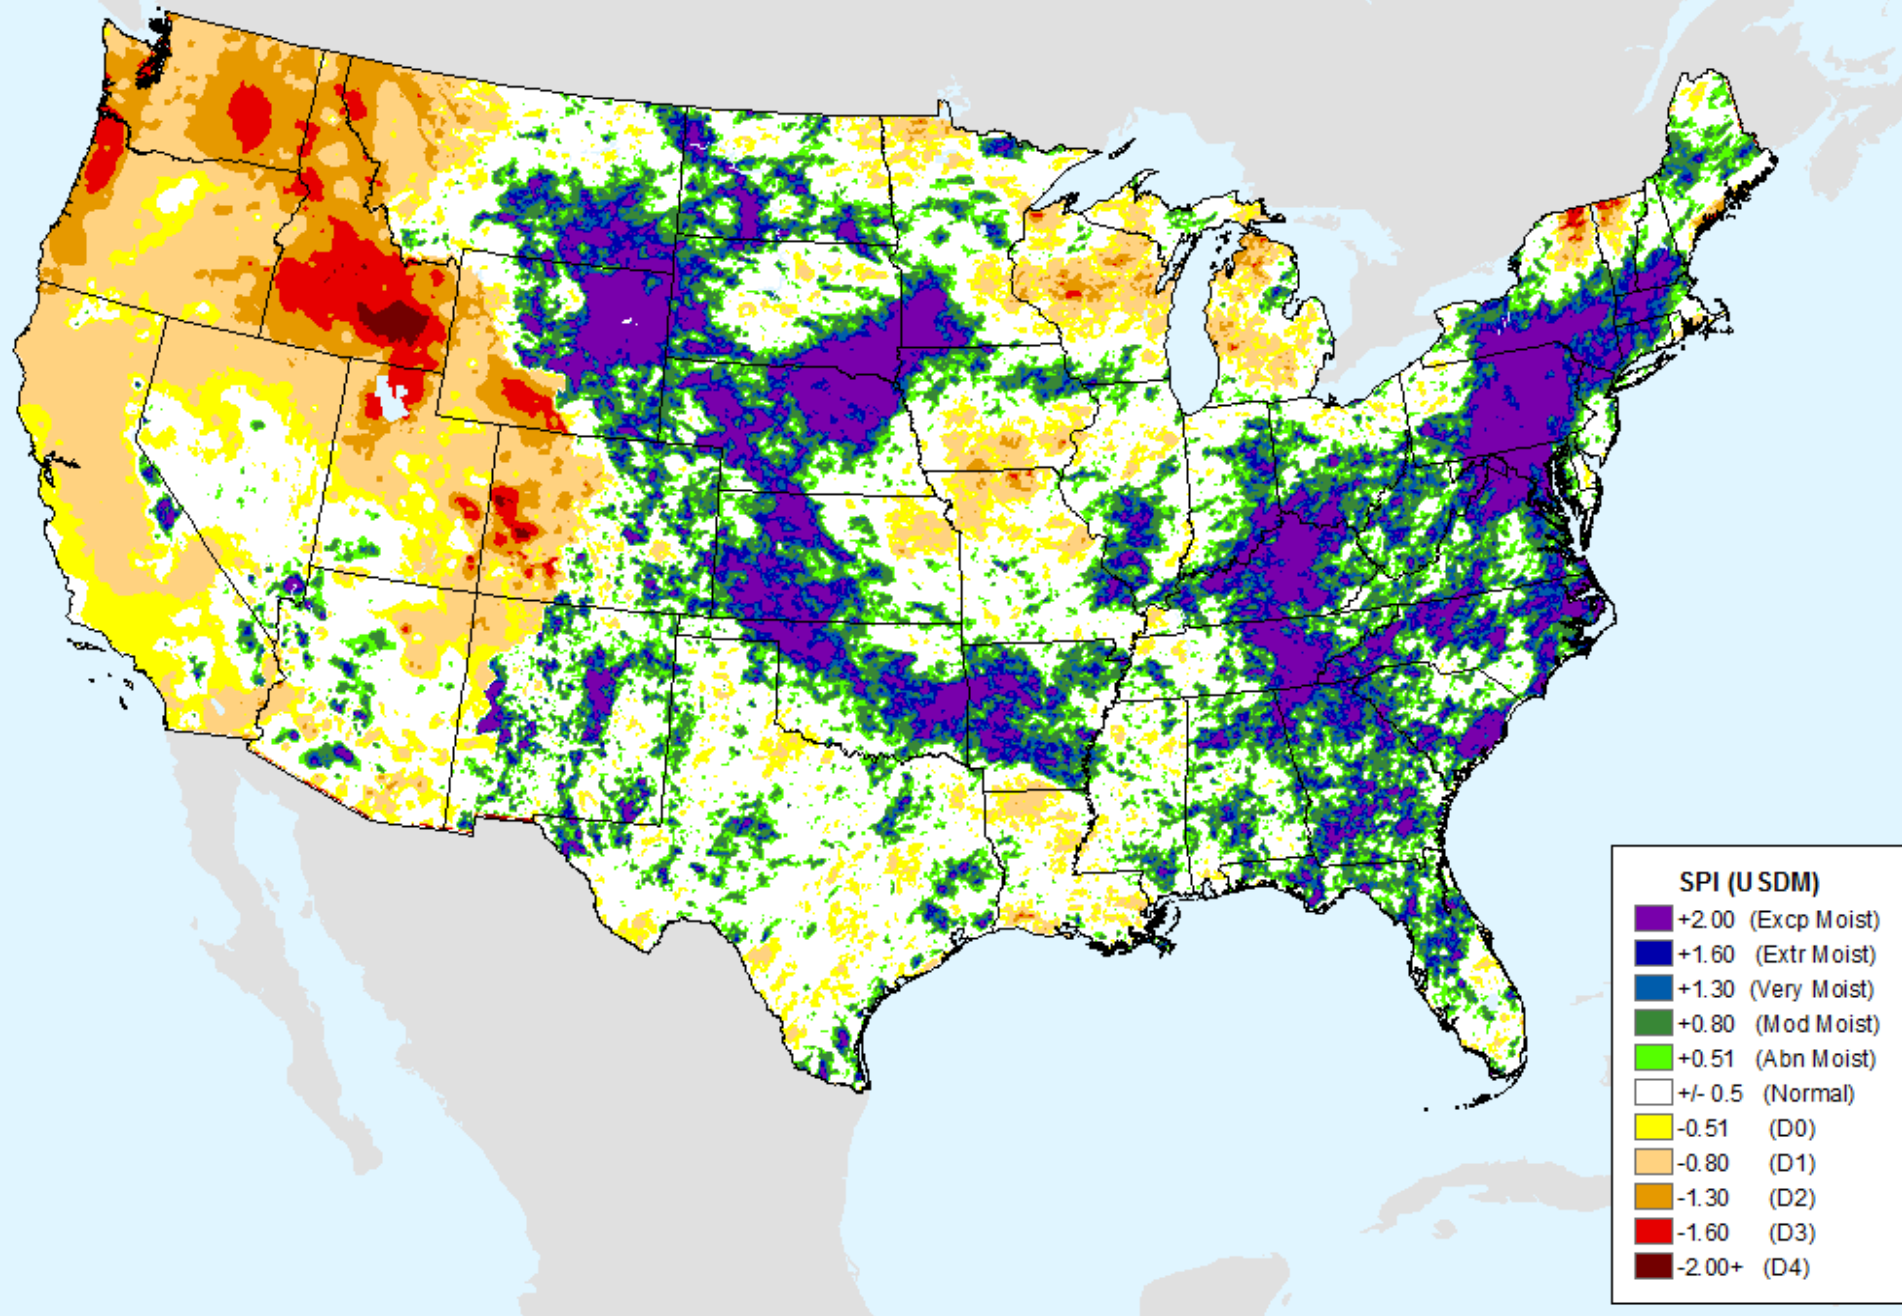 SPI (USDM)
+2.00 (Excp Moist)
+1.60 (Extr Moist)
+1.30 (Very Moist)
+0.80 (Mod Moist)
+0.51 (Abn Moist)
+/- 0.5 (Normal)
-0.51 (D0)
-0.80 (D1)
-1.30 (D2)
-1.60 (D3)
-2.00+ (D4)